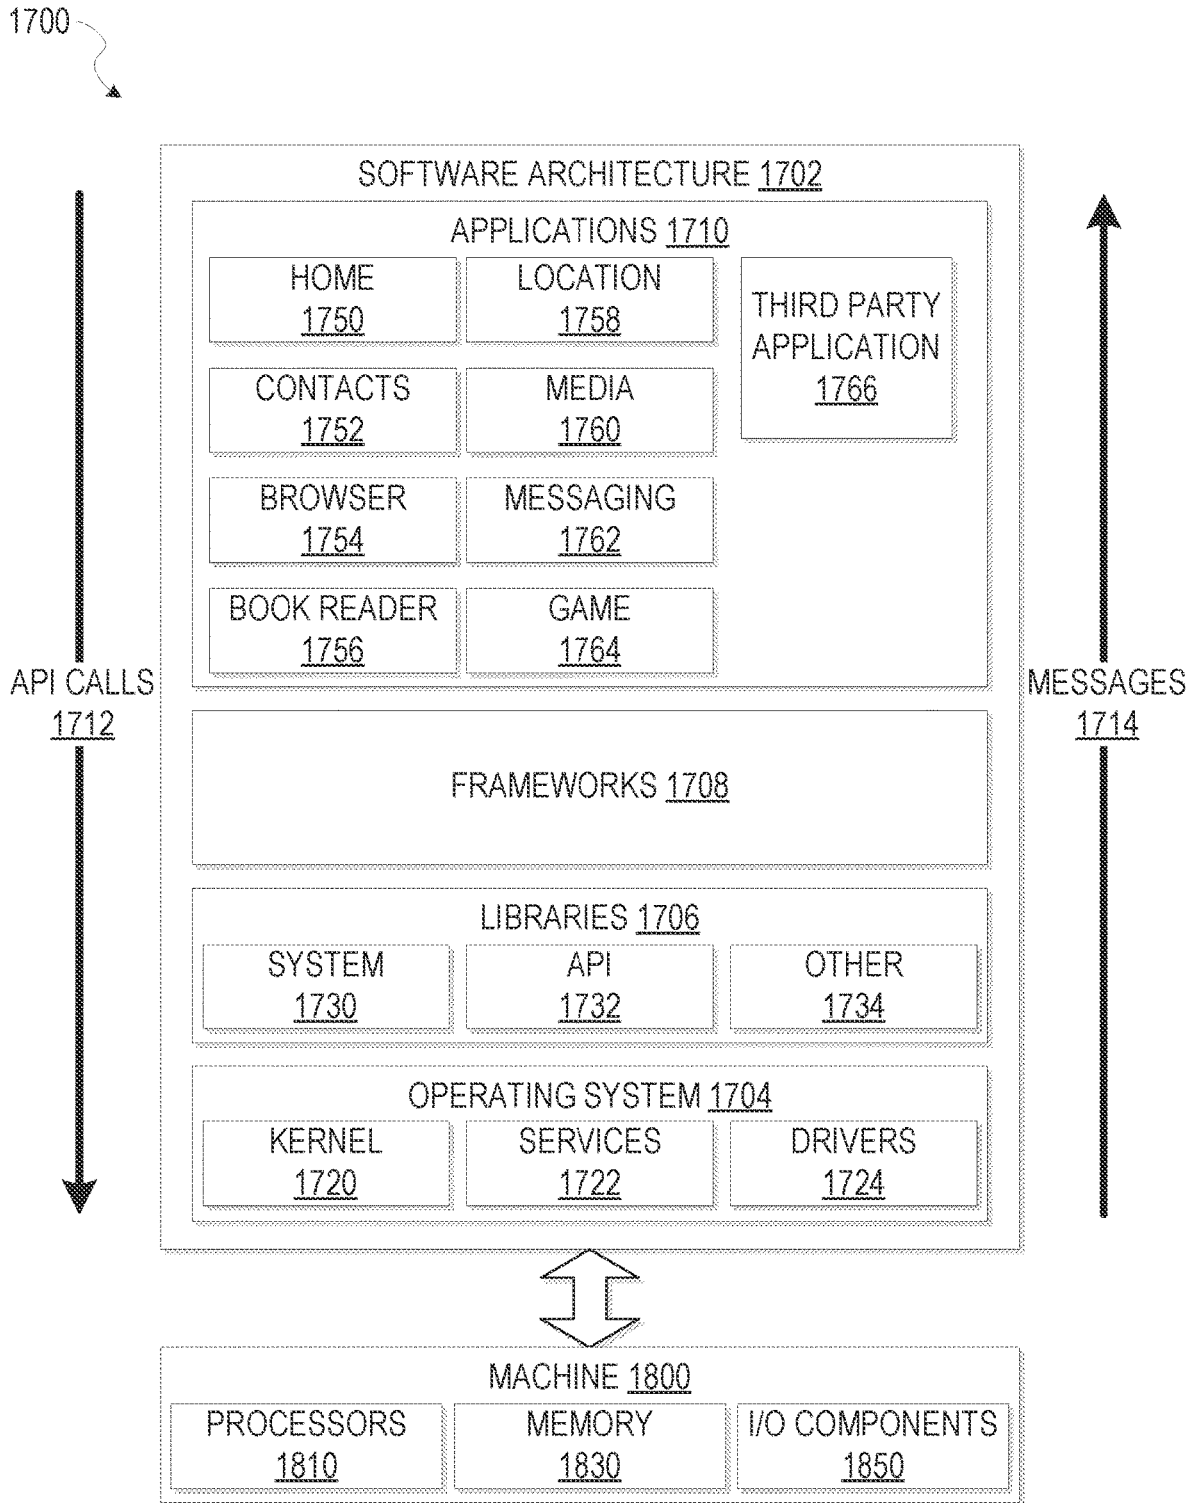 1700
SOFTWARE ARCHITECTURE 1702
APPLICATIONS 1710
HOME
1750
LOCATION
1758
THIRD PARTY
APPLICATION
1766
CONTACTS
1752
MEDIA
1760
BROWSER
1754
MESSAGING
1762
BOOK READER
1756
GAME
1764
API CALLS
1712
MESSAGES
1714
FRAMEWORKS 1708
LIBRARIES 1706
SYSTEM
1730
API
1732
OTHER
1734
OPERATING SYSTEM 1704
KERNEL
1720
SERVICES
1722
DRIVERS
1724
MACHINE 1800
PROCESSORS
1810
MEMORY
1830
I/O COMPONENTS
1850